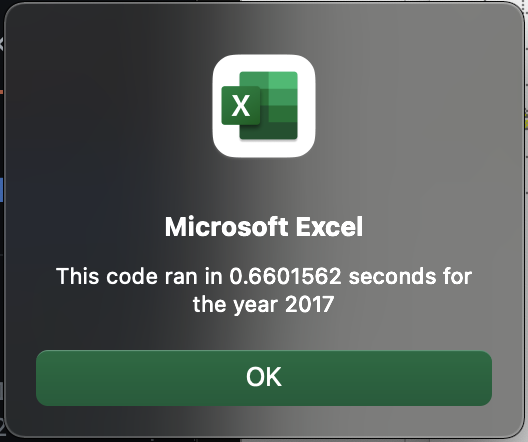 X
Microsoft Excel
This code ran in 0.6601562 seconds for
the year 2017
OK